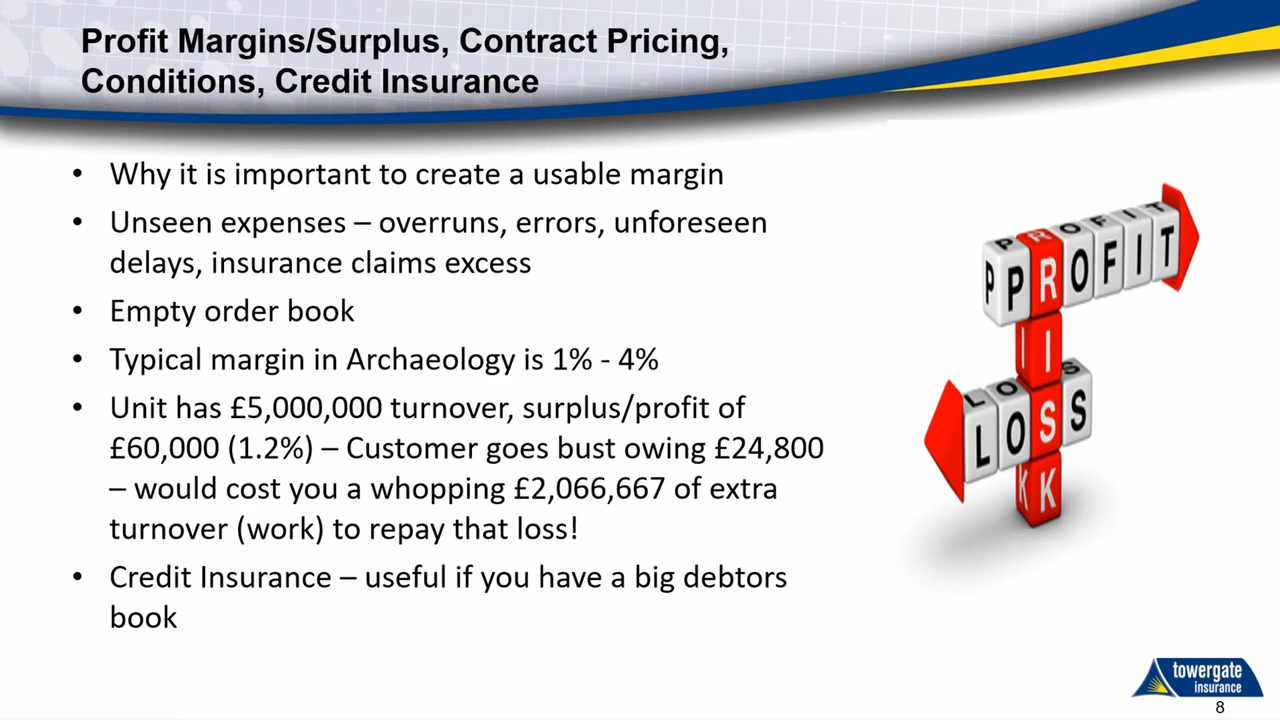 Profit Margins/Surplus, Contract Pricing,
Conditions, Credit Insurance
• Why it is important to create a usable margin
• Unseen expenses – overruns, errors, unforeseen
delays, insurance claims excess
• Empty order book
• Typical margin in Archaeology is 1% - 4%
• Unit has £5,000,000 turnover, surplus/profit of
£60,000 (1.2%) – Customer goes bust owing £24,800
– would cost you a whopping £2,066,667 of extra
turnover (work) to repay that loss!
• Credit Insurance – useful if you have a big debtors
book
PROFIT
RISK
LOSS
towergate
insurance
8